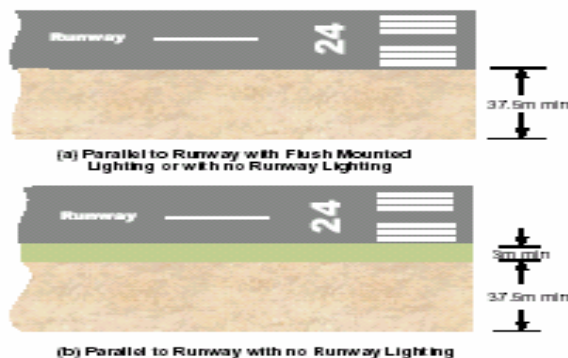 Runway
24
37.5m min
(a) Parallel to Runway with Flush Mounted
Lighting or with no Runway Lighting
Runway
24
3m min
37.5m min
(b) Parallel to Runway with no Runway Lighting